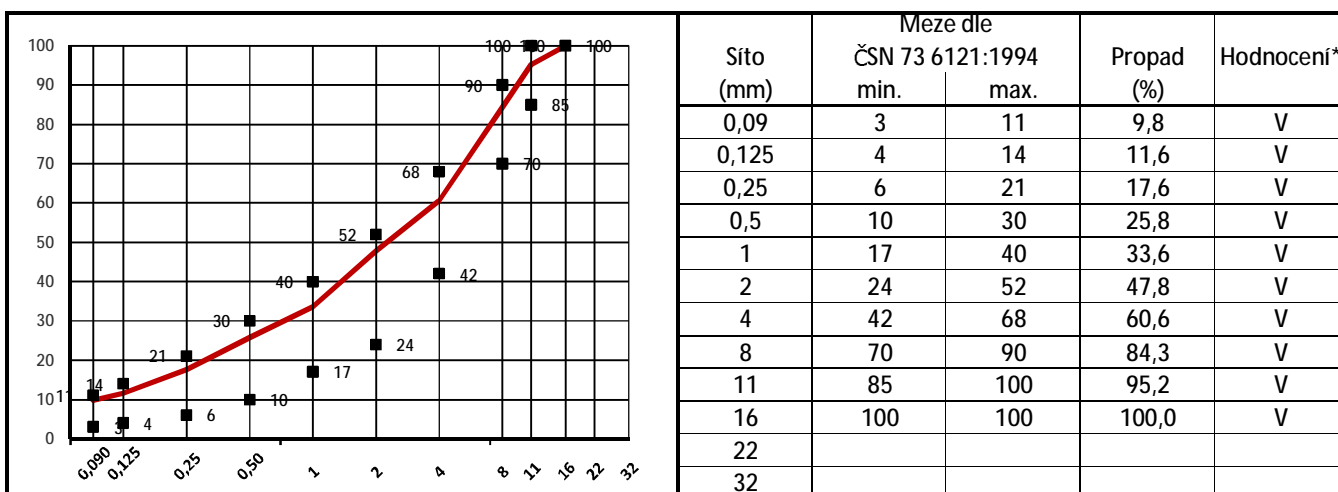 100 100 100 100
90
90 85
80
70 68 70
60
50 52
40 40 42
30 30
20 21 24
17
10 11 14 10
6
0 3 4
0,090 0,125 0,25 0,50 1 2 4 8 11 16 22 32
Meze dle
Síto ČSN 73 6121:1994 Propad Hodnocení*
(mm) min. max. (%)
0,09 3 11 9,8 V
0,125 4 14 11,6 V
0,25 6 21 17,6 V
0,5 10 30 25,8 V
1 17 40 33,6 V
2 24 52 47,8 V
4 42 68 60,6 V
8 70 90 84,3 V
11 85 100 95,2 V
16 100 100 100,0 V
22
32